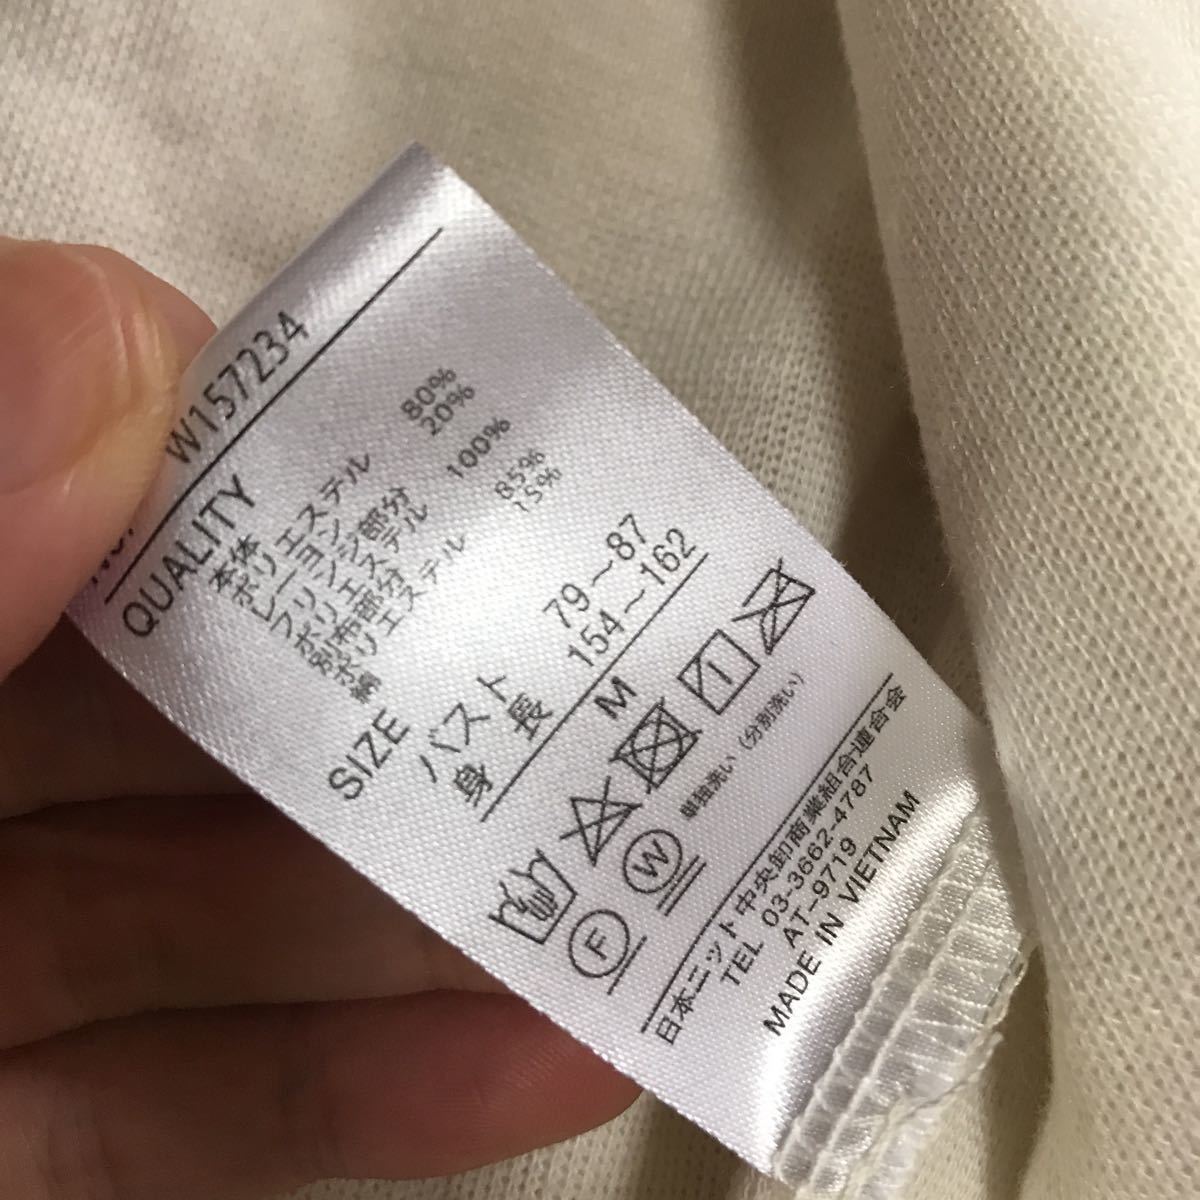 W157234
QUALITY
本体
ポリエステル 80%
レーヨン 20%
フリンジ部分
ポリエステル 100%
別布部分
ポリエステル 85%
綿 15%
SIZE
バスト 79~87
身長 154~162
M
W
F
単独洗い (分別洗い)
日本ニット中央卸商業組合連合会
TEL 03-3662-4787
AT-9719
MADE IN VIETNAM